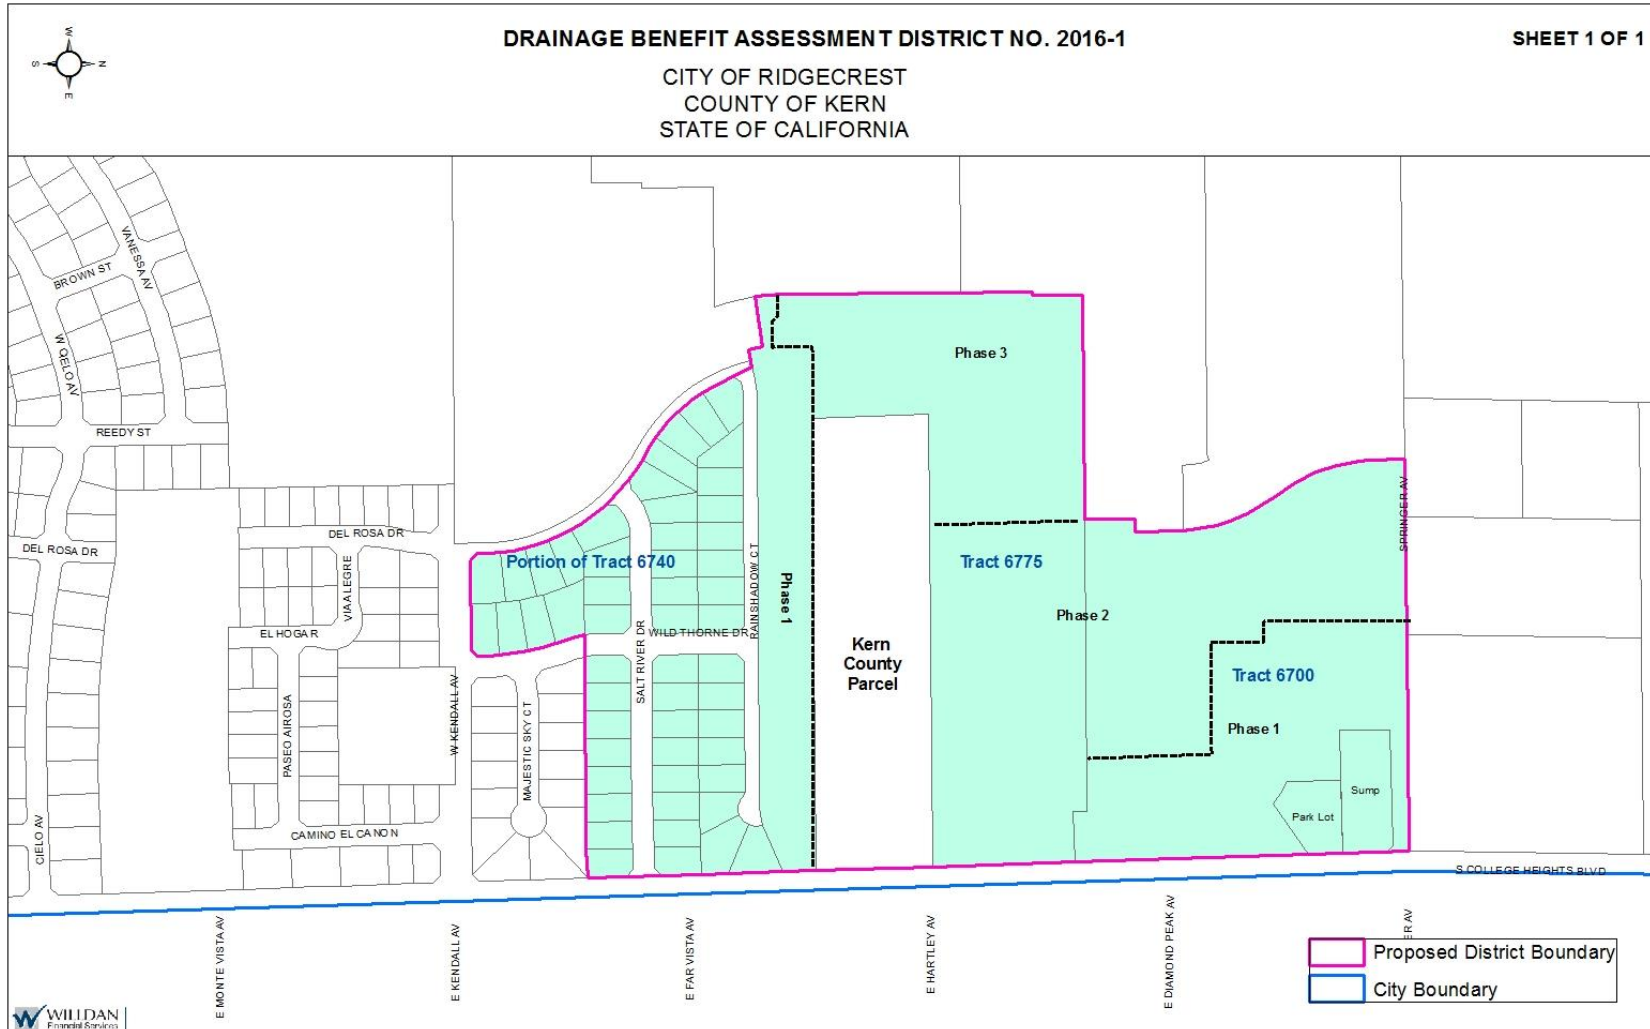 DRAINAGE BENEFIT ASSESSMENT DISTRICT NO. 2016-1
SHEET 1 OF 1
CITY OF RIDGECREST
COUNTY OF KERN
STATE OF CALIFORNIA
W
S
N
E
VANESSA AV
BROWN ST
W CIELO AV
REEDY ST
DEL ROSA DR
DEL ROSA DR
VIA ALEGRE
EL HOGAR
PASEO AIROSA
W KENDALL AV
CAMINO EL CANON
CIELO AV
MAJESTIC SKY CT
Portion of Tract 6740
SALT RIVER DR
WILD THORNE DR
RAINSHADOW CT
Phase 1
Kern
County
Parcel
Phase 3
Tract 6775
Phase 2
Tract 6700
Phase 1
Sump
Park Lot
SPRINGER AV
S COLLEGE HEIGHTS BLVD
E MONTE VISTA AV
E KENDALL AV
E FAR VISTA AV
E HARTLEY AV
E DIAMOND PEAK AV
ER AV
Proposed District Boundary
City Boundary
WILLDAN
Financial Services